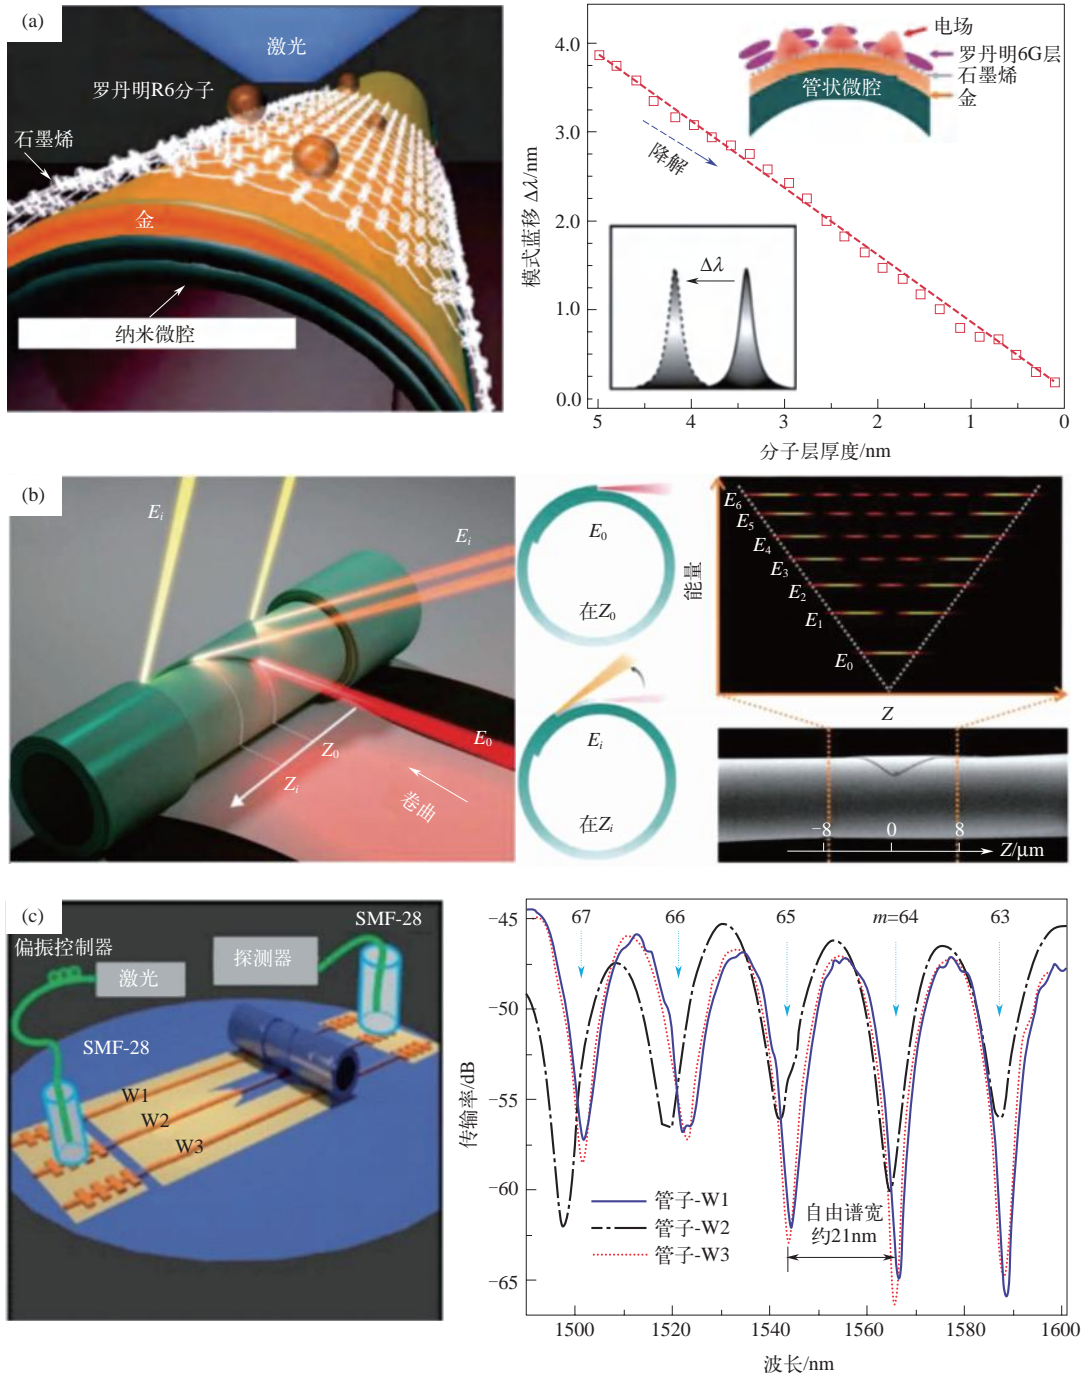 (a)
激光
罗丹明R6分子
石墨烯
金
纳米微腔
模式蓝移 Δλ/nm
4.0
3.0
2.0
1.0
0.0
5
4
3
2
1
0
分子层厚度/nm
降解
Δλ
电场
罗丹明6G层
石墨烯
金
管状微腔
(b)
E_i
E_i
E_0
Z_0
Z_i
卷曲
E_0
在Z_0
E_i
在Z_i
能量
E_6
E_5
E_4
E_3
E_2
E_1
E_0
Z
−8
0
8
Z/μm
(c)
SMF-28
偏振控制器
探测器
激光
SMF-28
W1
W2
W3
传输率/dB
−45
−50
−55
−60
−65
67
66
65
m=64
63
管子-W1
管子-W2
管子-W3
自由谱宽
约21nm
1500
1520
1540
1560
1580
1600
波长/nm